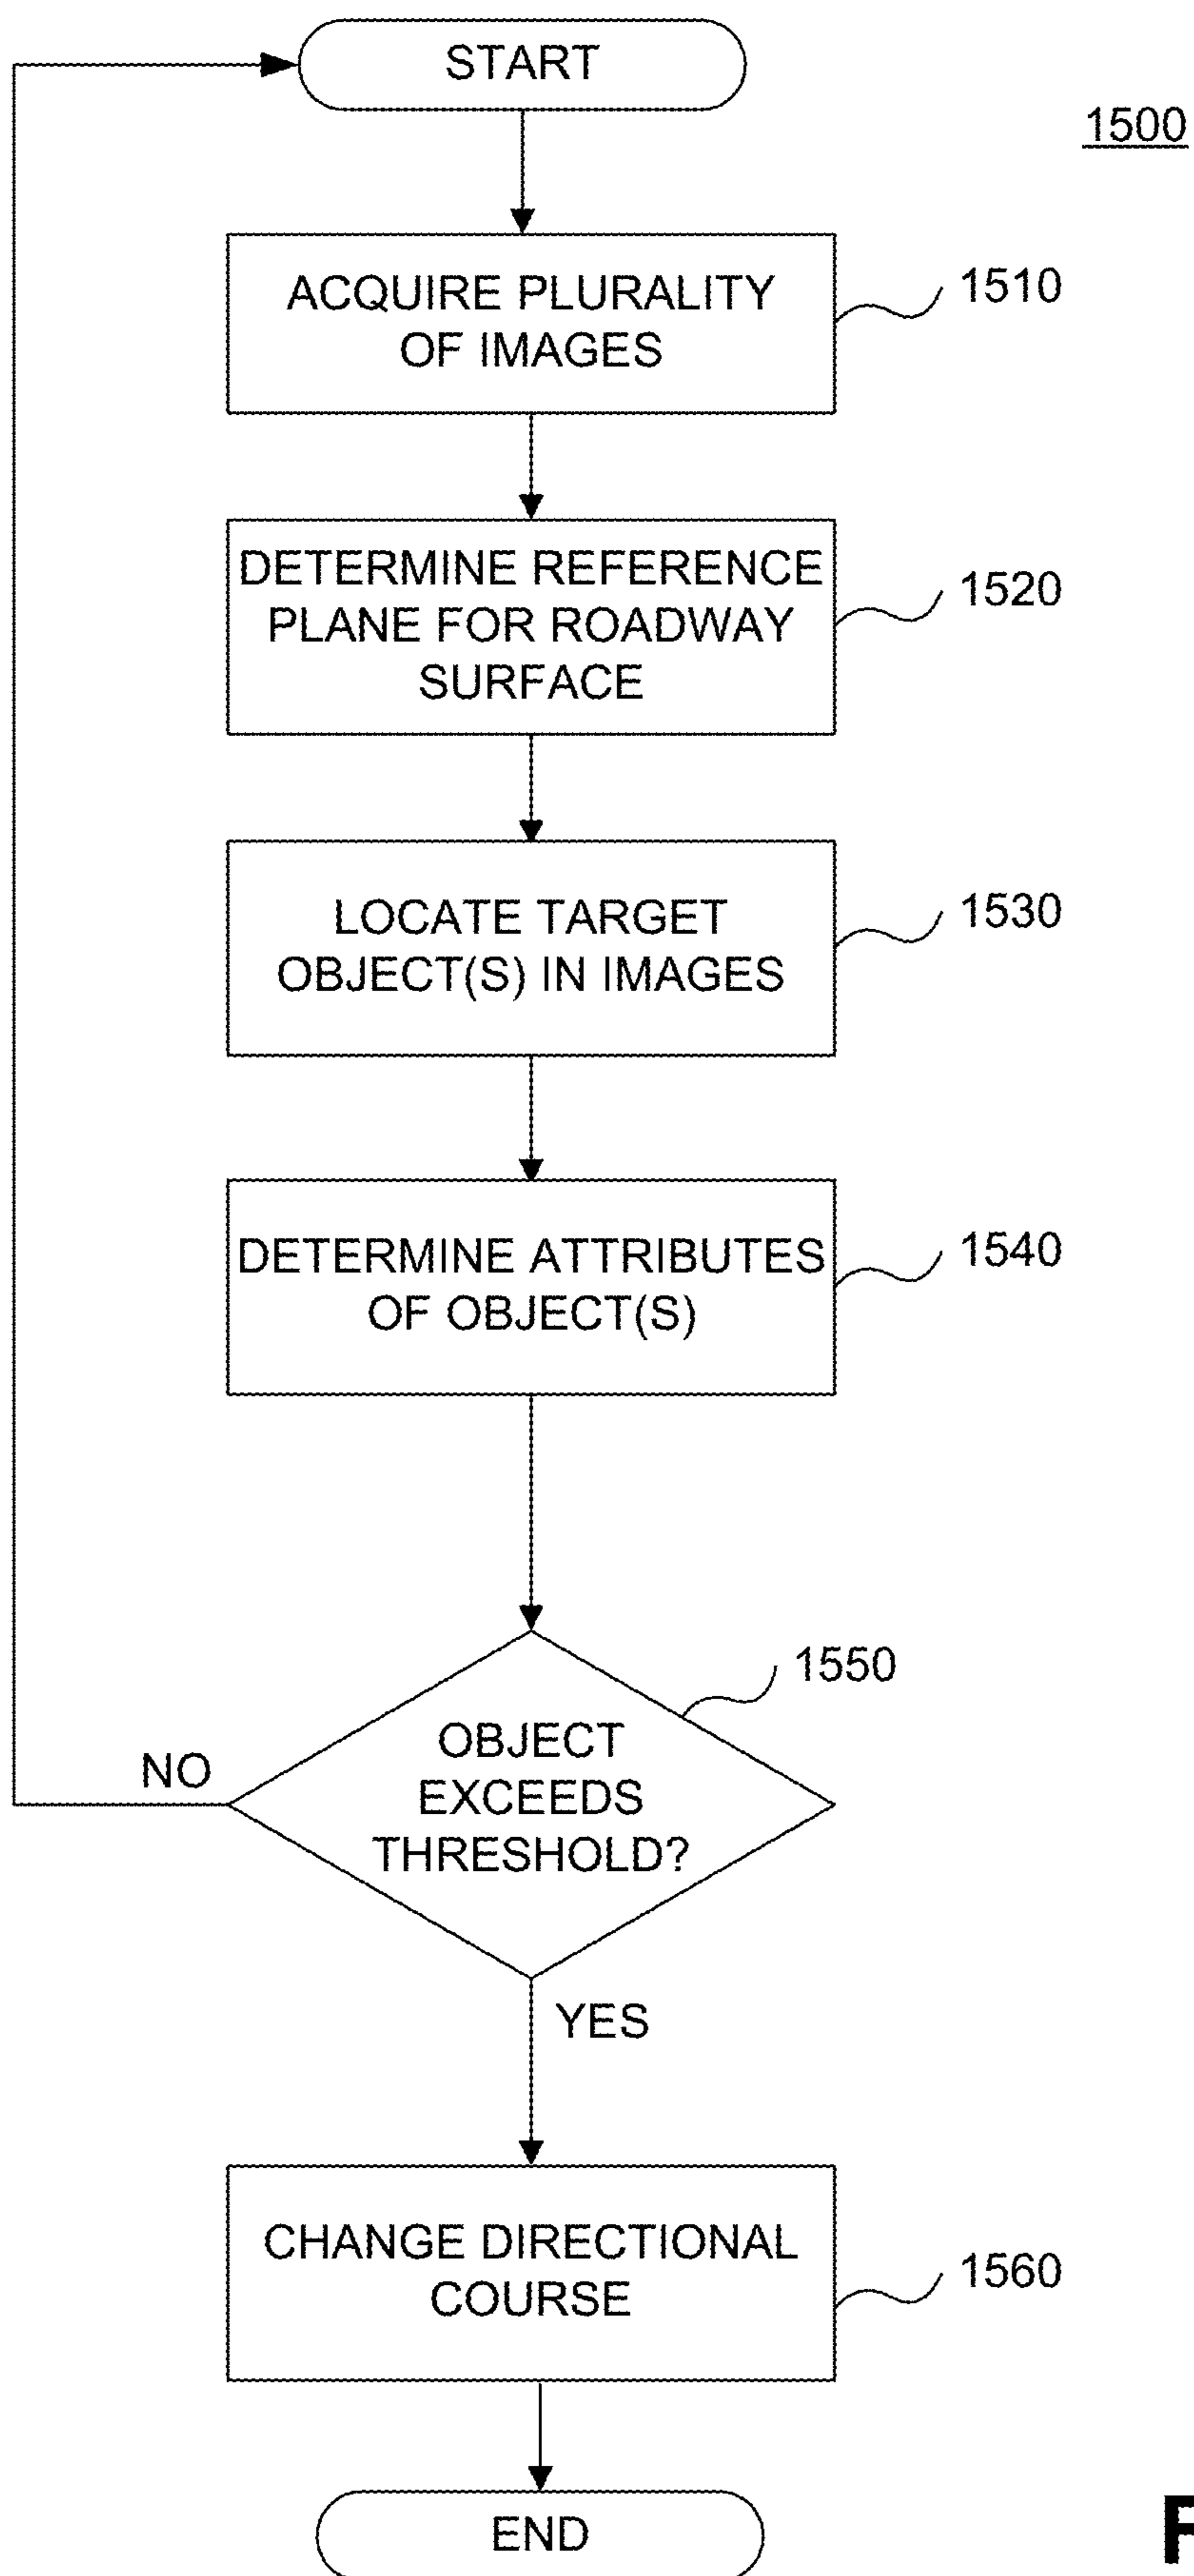 START
1500
ACQUIRE PLURALITY
OF IMAGES
1510
DETERMINE REFERENCE
PLANE FOR ROADWAY
SURFACE
1520
LOCATE TARGET
OBJECT(S) IN IMAGES
1530
DETERMINE ATTRIBUTES
OF OBJECT(S)
1540
1550
OBJECT
EXCEEDS
THRESHOLD?
NO
YES
CHANGE DIRECTIONAL
COURSE
1560
END